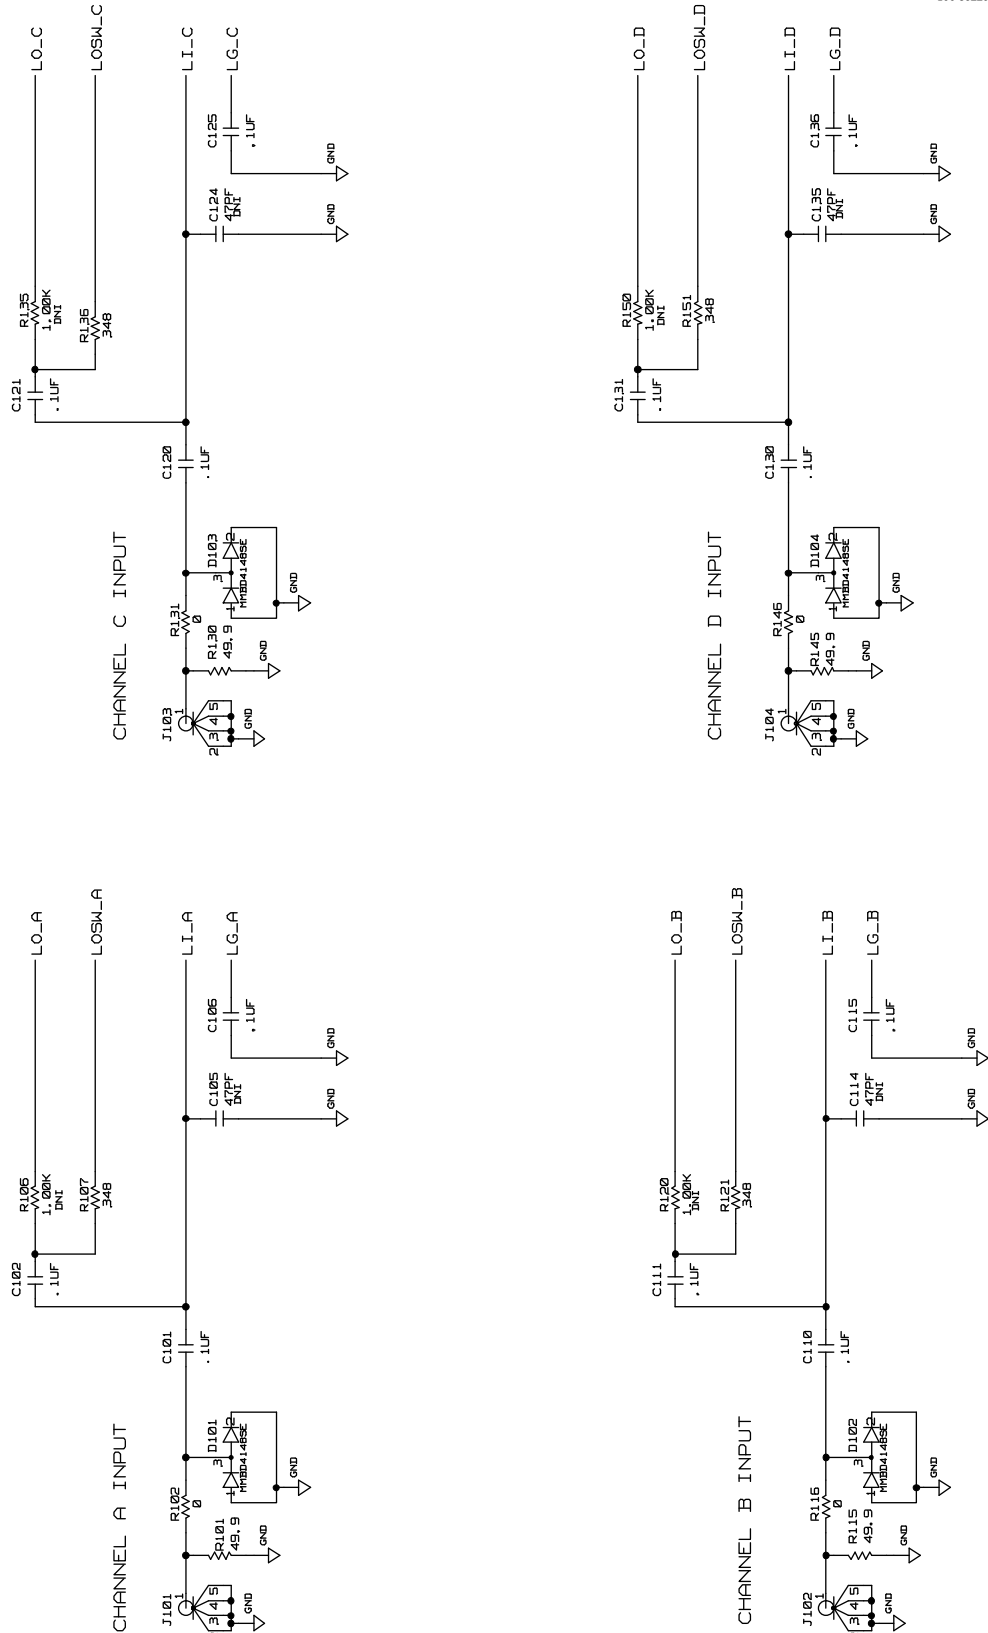 CHANNEL A INPUT
J101
1
3
4
5
GND
R101
49.9
GND
R102
0
D101
3
1
2
MMBD4148SE
GND
C101
.1UF
C102
.1UF
R106
1.00K
DNI
R107
348
C105
47PF
DNI
GND
C106
.1UF
GND
LO_A
LOSW_A
LI_A
LG_A
CHANNEL B INPUT
J102
1
3
4
5
GND
R115
49.9
GND
R116
0
D102
3
1
2
MMBD4148SE
GND
C110
.1UF
C111
.1UF
R120
1.00K
DNI
R121
348
C114
47PF
DNI
GND
C115
.1UF
GND
LO_B
LOSW_B
LI_B
LG_B
CHANNEL C INPUT
J103
1
2
3
4
5
GND
R130
49.9
GND
R131
0
D103
3
1
2
MMBD4148SE
GND
C120
.1UF
C121
.1UF
R135
1.00K
DNI
R136
348
C124
47PF
DNI
GND
C125
.1UF
GND
LO_C
LOSW_C
LI_C
LG_C
CHANNEL D INPUT
J104
1
2
3
4
5
GND
R145
49.9
GND
R146
0
D104
3
1
2
MMBD4148SE
GND
C130
.1UF
C131
.1UF
R150
1.00K
DNI
R151
348
C135
47PF
DNI
GND
C136
.1UF
GND
LO_D
LOSW_D
LI_D
LG_D